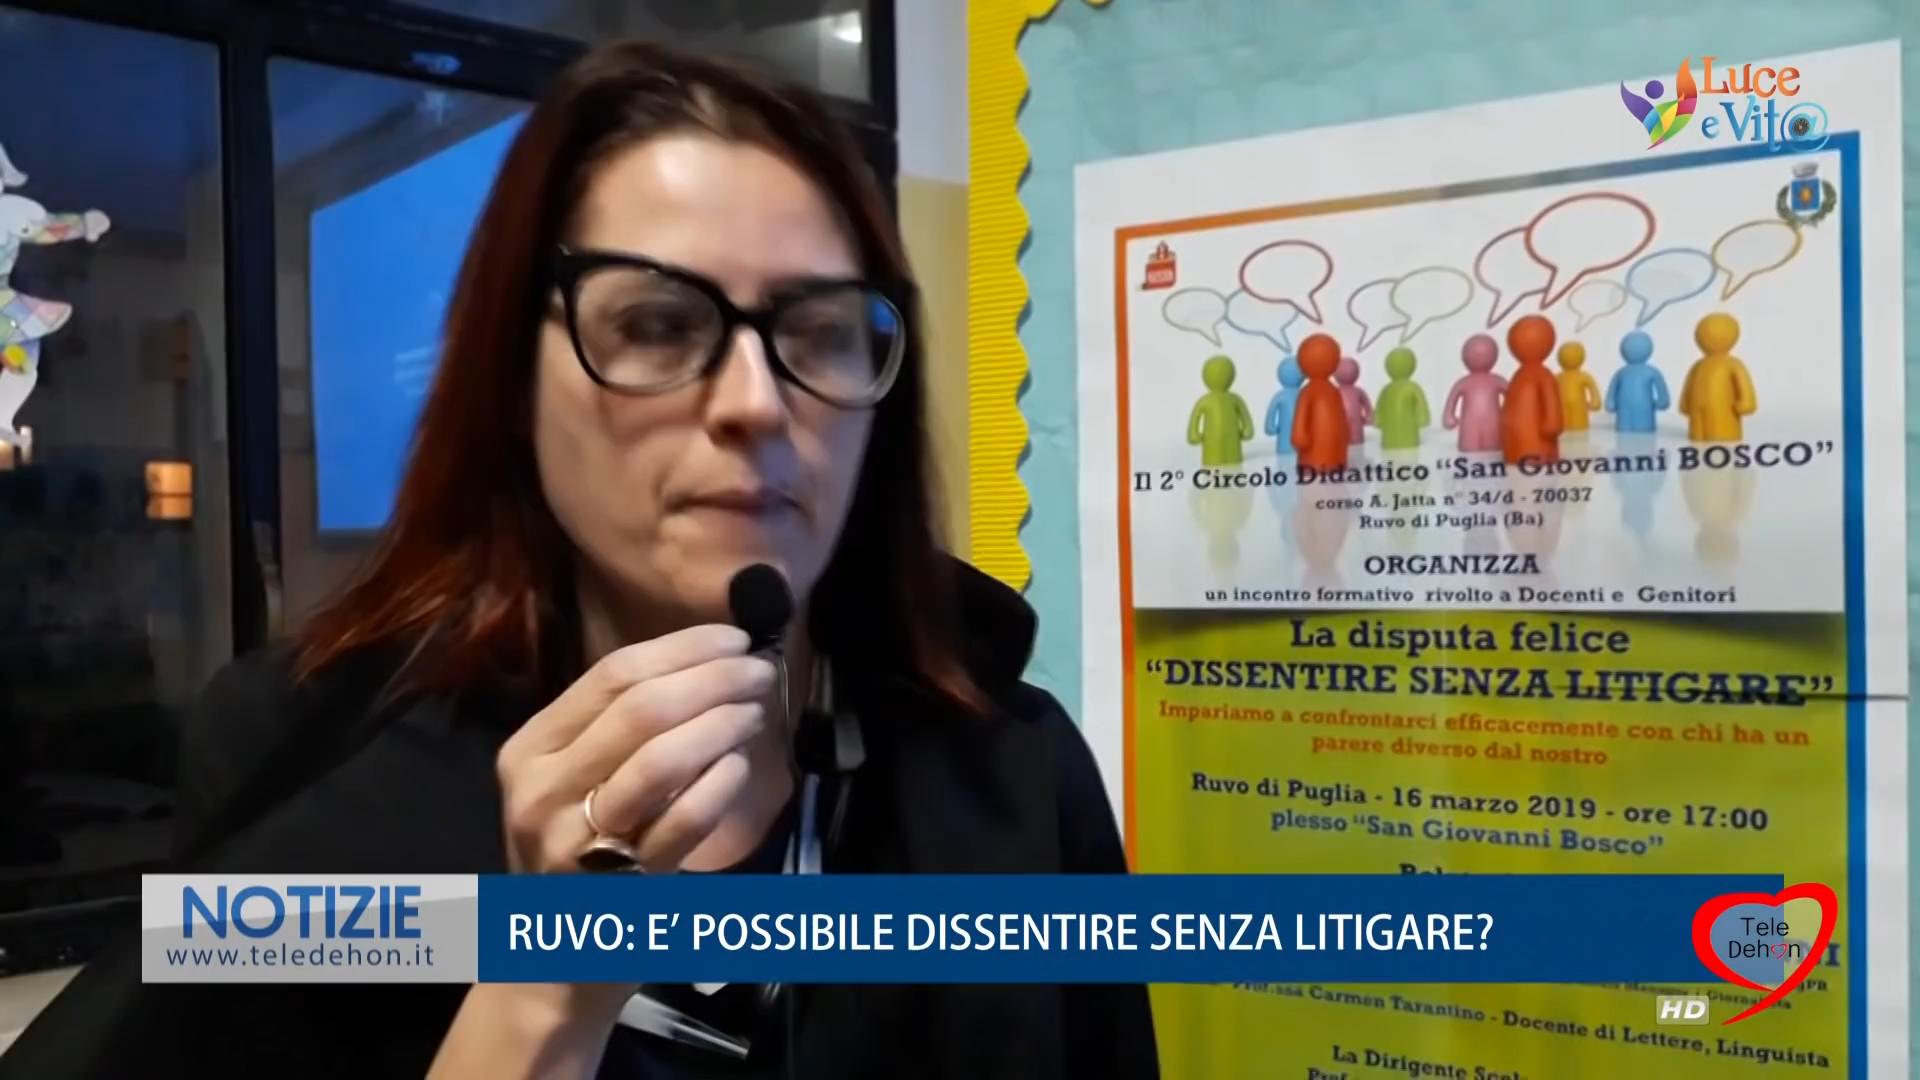 Luce
e Vit@
Il 2° Circolo Didattico “San Giovanni BOSCO”
corso A. Jatta n° 34/d - 70037
Ruvo di Puglia (Ba)
ORGANIZZA
un incontro formativo rivolto a Docenti e Genitori
La disputa felice
“DISSENTIRE SENZA LITIGARE”
Impariamo a confrontarci efficacemente con chi ha un
parere diverso dal nostro
Ruvo di Puglia - 16 marzo 2019 - ore 17:00
plesso “San Giovanni Bosco”
NOTIZIE
www.teledehon.it
RUVO: E’ POSSIBILE DISSENTIRE SENZA LITIGARE?
Tele
Dehon
HD
Prof.ssa Carmen Tarantino - Docente di Lettere, Linguista
La Dirigente